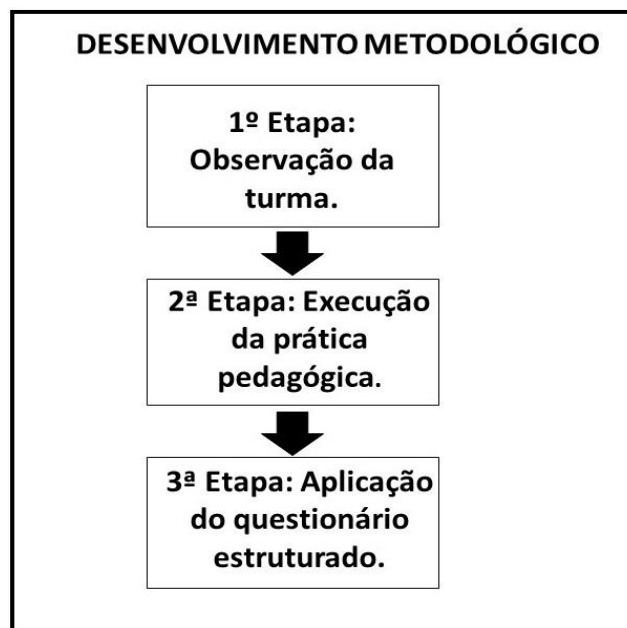 DESENVOLVIMENTO METODOLÓGICO
1º Etapa:
Observação da
turma.
2ª Etapa: Execução
da prática
pedagógica.
3ª Etapa: Aplicação
do questionário
estruturado.